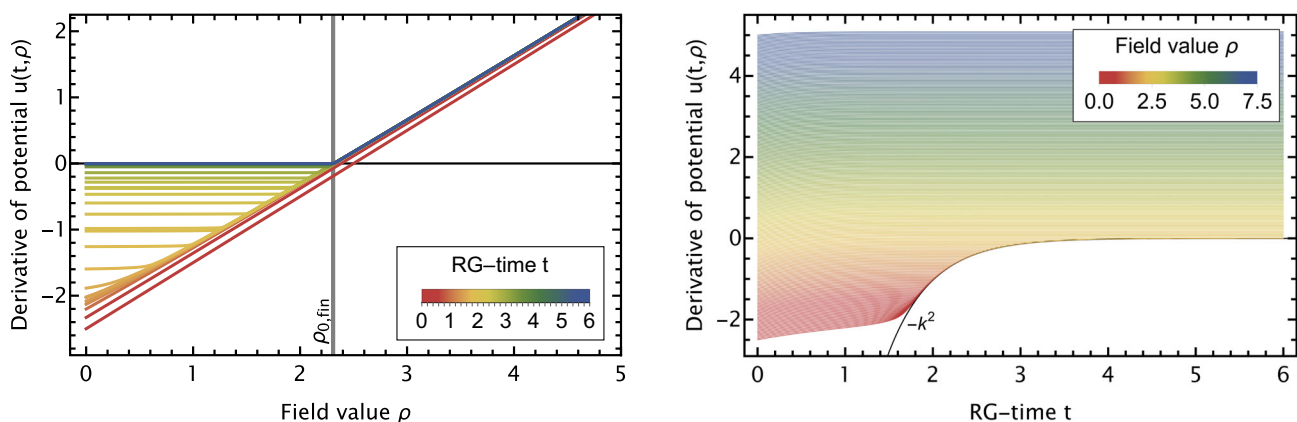 Derivative of potential u(t,ρ)
2
1
0
−1
−2
0 1 2 3 4 5
Field value ρ
ρ0,fin
RG–time t
0 1 2 3 4 5 6
Derivative of potential u(t,ρ)
4
2
0
−2
0 1 2 3 4 5 6
RG–time t
Field value ρ
0.0 2.5 5.0 7.5
−k²